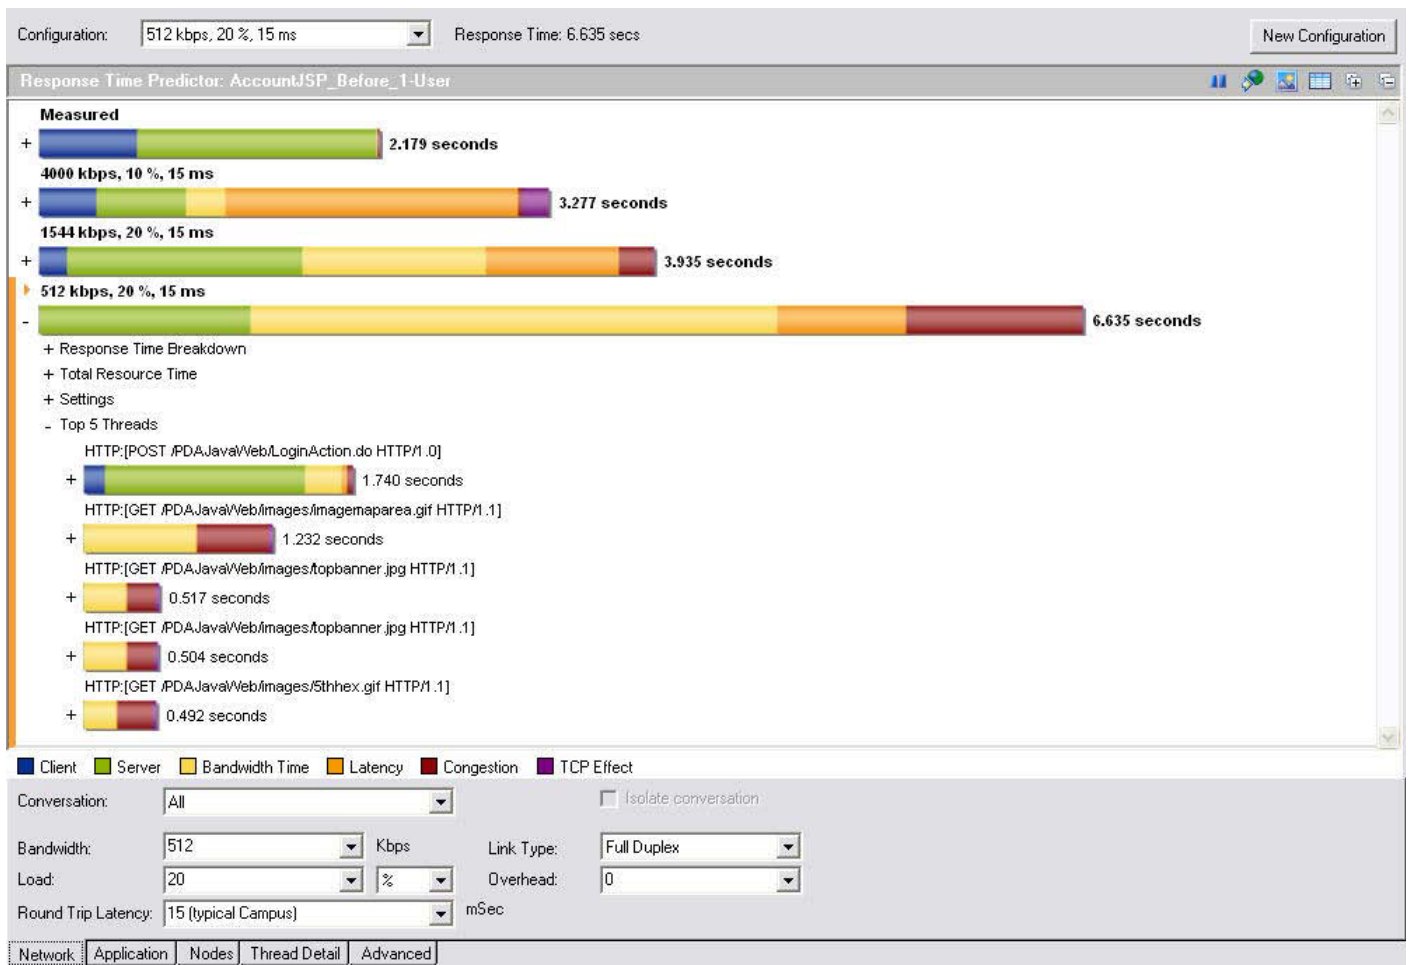 Configuration: 512 kbps, 20 %, 15 ms Response Time: 6.635 secs New Configuration
Response Time Predictor: AccountJSP_Before_1-User
Measured
+ 2.179 seconds
4000 kbps, 10 %, 15 ms
+ 3.277 seconds
1544 kbps, 20 %, 15 ms
+ 3.935 seconds
512 kbps, 20 %, 15 ms
- 6.635 seconds
+ Response Time Breakdown
+ Total Resource Time
+ Settings
- Top 5 Threads
HTTP:[POST /PDAJavaWeb/LoginAction.do HTTP/1.0]
+ 1.740 seconds
HTTP:[GET /PDAJavaWeb/images/imagemaparea.gif HTTP/1.1]
+ 1.232 seconds
HTTP:[GET /PDAJavaWeb/images/topbanner.jpg HTTP/1.1]
+ 0.517 seconds
HTTP:[GET /PDAJavaWeb/images/topbanner.jpg HTTP/1.1]
+ 0.504 seconds
HTTP:[GET /PDAJavaWeb/images/5thhex.gif HTTP/1.1]
+ 0.492 seconds
Client Server Bandwidth Time Latency Congestion TCP Effect
Conversation: All Isolate conversation
Bandwidth: 512 Kbps Link Type: Full Duplex
Load: 20 % Overhead: 0
Round Trip Latency: 15 (typical Campus) mSec
Network Application Nodes Thread Detail Advanced